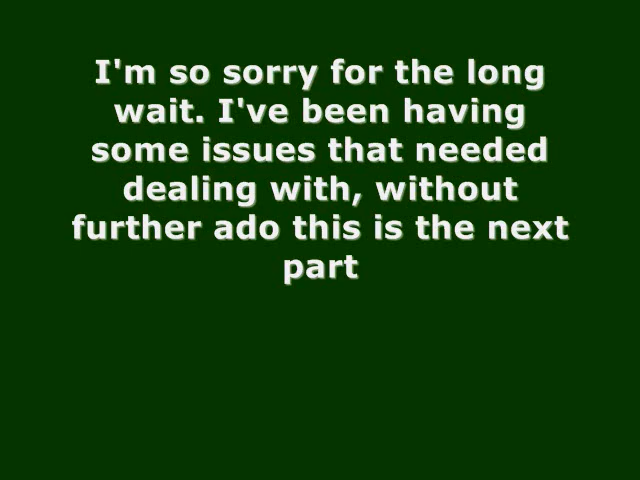 I'm so sorry for the long
wait. I've been having
some issues that needed
dealing with, without
further ado this is the next
part